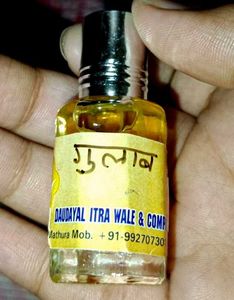 गुलाब
DAUDAYAL ITRA WALE & COMP
Mathura Mob. +91-99270730